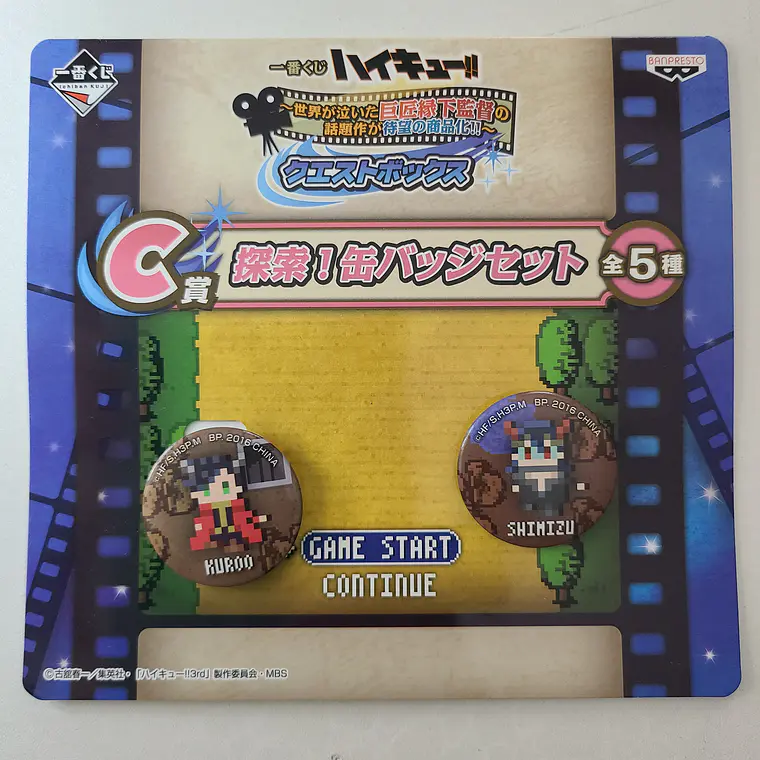 一番くじ
Ichiban KUJI
一番くじ ハイキュー!!
BANPRESTO
〜世界が泣いた巨匠縁下監督の
話題作が待望の商品化!!〜
クエストボックス
C賞
探索!缶バッジセット
全5種
©HF/S,H3P,M BP. 2016 CHINA
KUROO
©HF/S,H3P,M BP. 2016 CHINA
SHIMIZU
GAME START
CONTINUE
©古舘春一/集英社・「ハイキュー!!3rd」製作委員会・MBS